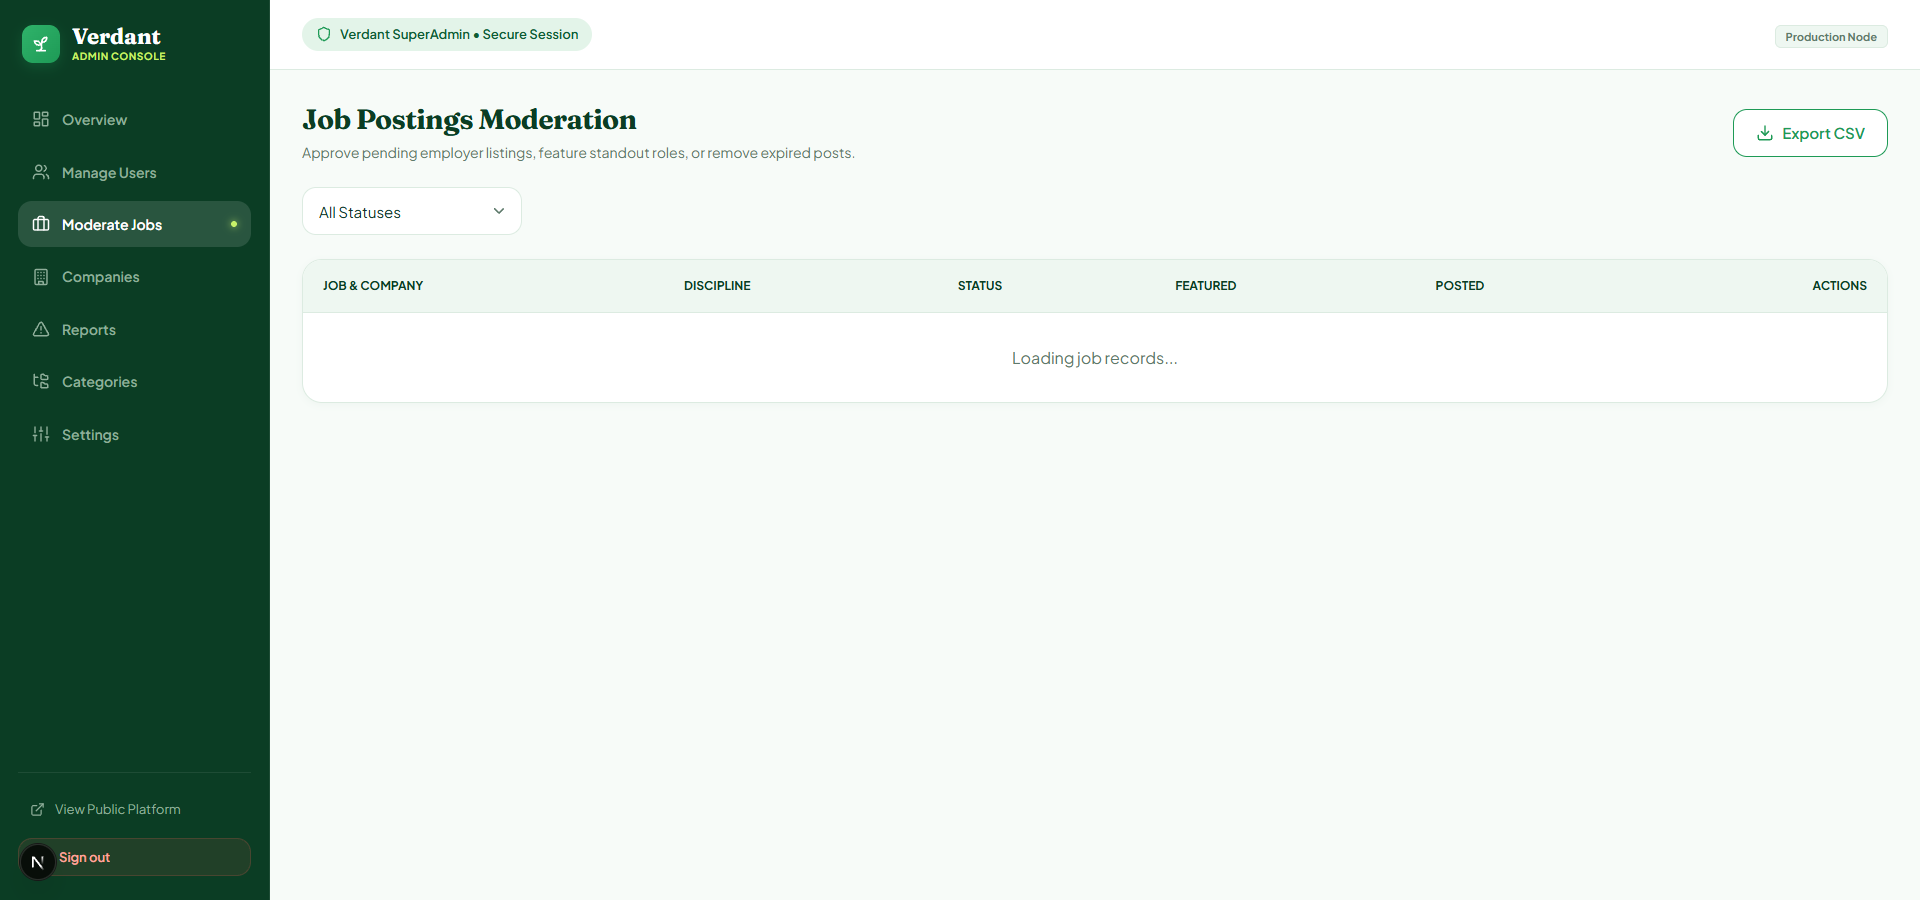 Verdant
ADMIN CONSOLE
Overview
Manage Users
Moderate Jobs
Companies
Reports
Categories
Settings
View Public Platform
N
Sign out
Verdant SuperAdmin • Secure Session
Production Node
Job Postings Moderation
Approve pending employer listings, feature standout roles, or remove expired posts.
Export CSV
All Statuses
JOB & COMPANY DISCIPLINE STATUS FEATURED POSTED ACTIONS
Loading job records...